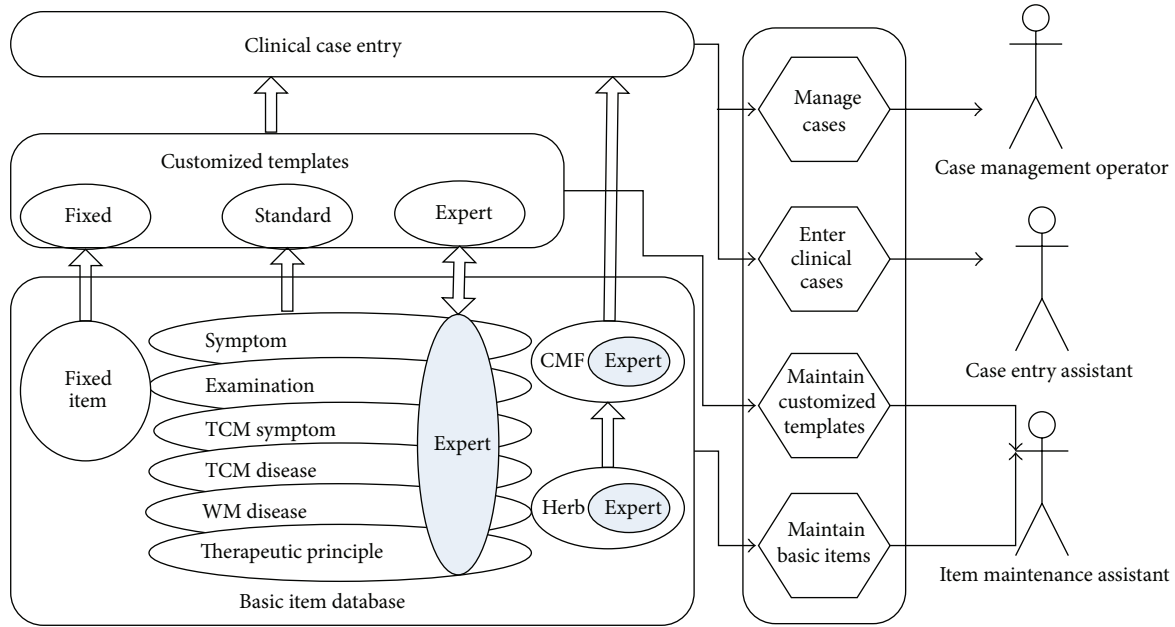 Clinical case entry
Customized templates
Fixed
Standard
Expert
Fixed
item
Symptom
Examination
TCM symptom
TCM disease
WM disease
Therapeutic principle
Expert
CMF
Expert
Herb
Expert
Basic item database
Manage
cases
Enter
clinical
cases
Maintain
customized
templates
Maintain
basic items
Case management operator
Case entry assistant
Item maintenance assistant